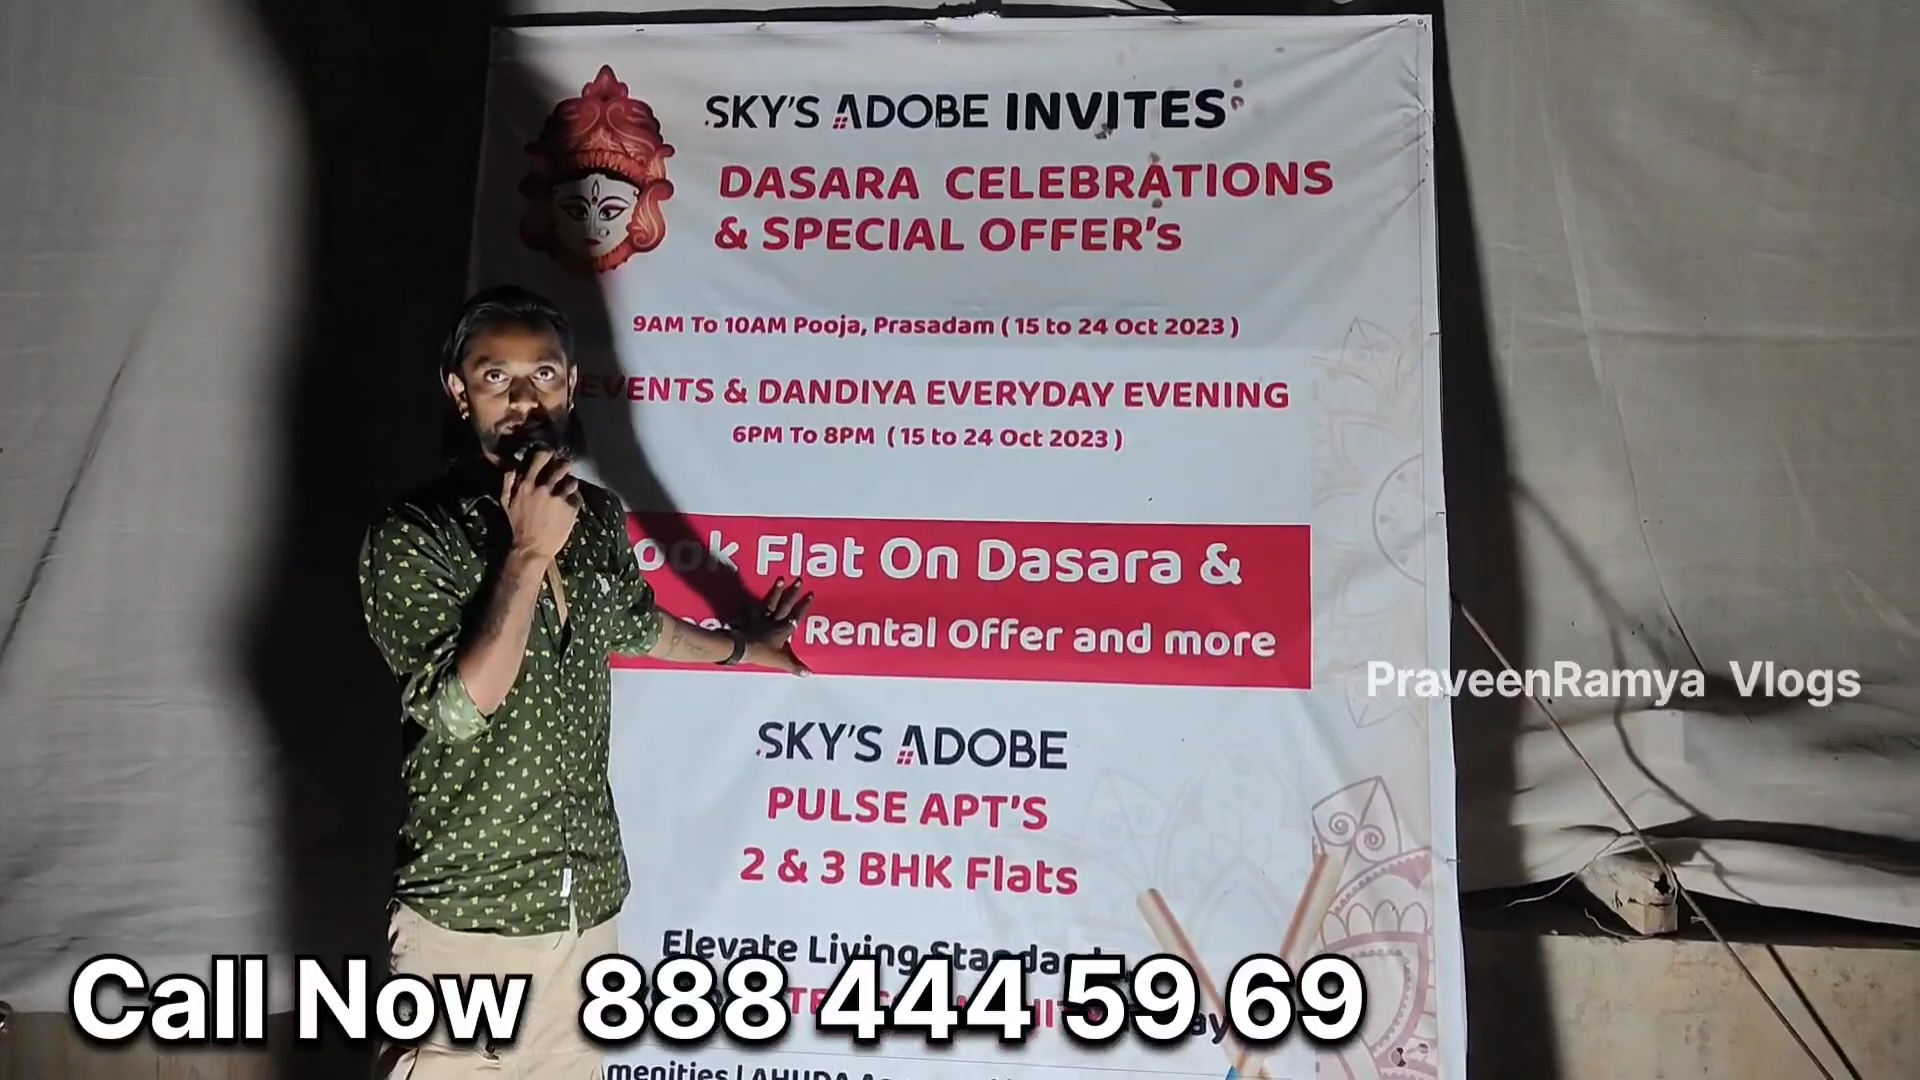 SKY'S ADOBE INVITES
DASARA CELEBRATIONS
& SPECIAL OFFER's
9AM To 10AM Pooja, Prasadam ( 15 to 24 Oct 2023 )
EVENTS & DANDIYA EVERYDAY EVENING
6PM To 8PM ( 15 to 24 Oct 2023 )
ook Flat On Dasara &
Rental Offer and more
PraveenRamya Vlogs
SKY'S ADOBE
PULSE APT'S
2 & 3 BHK Flats
Elevate Living
Call Now 888 444 59 69